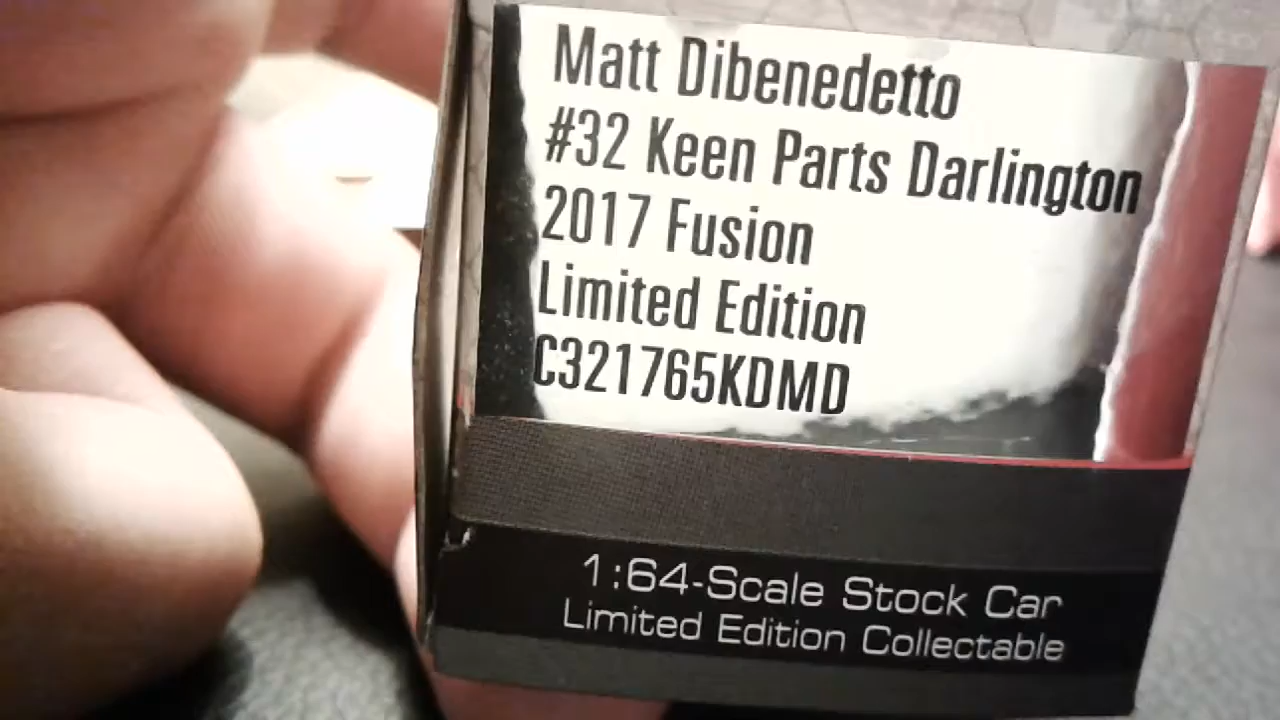 Matt Dibenedetto
#32 Keen Parts Darlington
2017 Fusion
Limited Edition
C321765KDMD
1:64-Scale Stock Car
Limited Edition Collectable